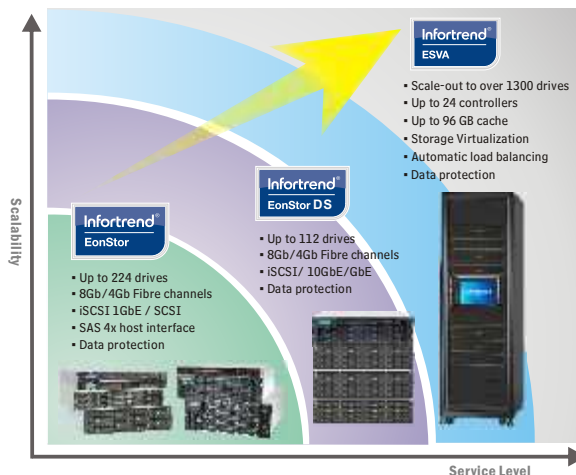 Infortrend®
ESVA
▪ Scale-out to over 1300 drives
▪ Up to 24 controllers
▪ Up to 96 GB cache
▪ Storage Virtualization
▪ Automatic load balancing
▪ Data protection
Infortrend®
EonStor DS
▪ Up to 112 drives
▪ 8Gb/4Gb Fibre channels
▪ iSCSI/ 10GbE/GbE
▪ Data protection
Infortrend®
EonStor
▪ Up to 224 drives
▪ 8Gb/4Gb Fibre channels
▪ iSCSI 1GbE / SCSI
▪ SAS 4x host interface
▪ Data protection
Scalability
Service Level